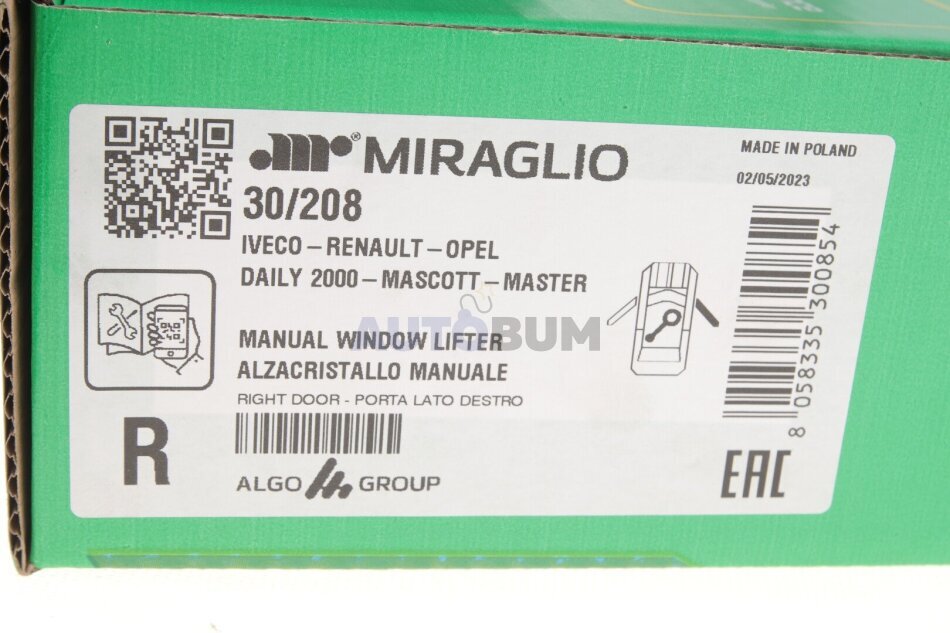 MIRAGLIO
MADE IN POLAND
02/05/2023
30/208
IVECO – RENAULT – OPEL
DAILY 2000 – MASCOTT – MASTER
MANUAL WINDOW LIFTER
AUTOBUM
ALZACRISTALLO MANUALE
RIGHT DOOR - PORTA LATO DESTRO
R
ALGO GROUP
8 058335 300854
EAC